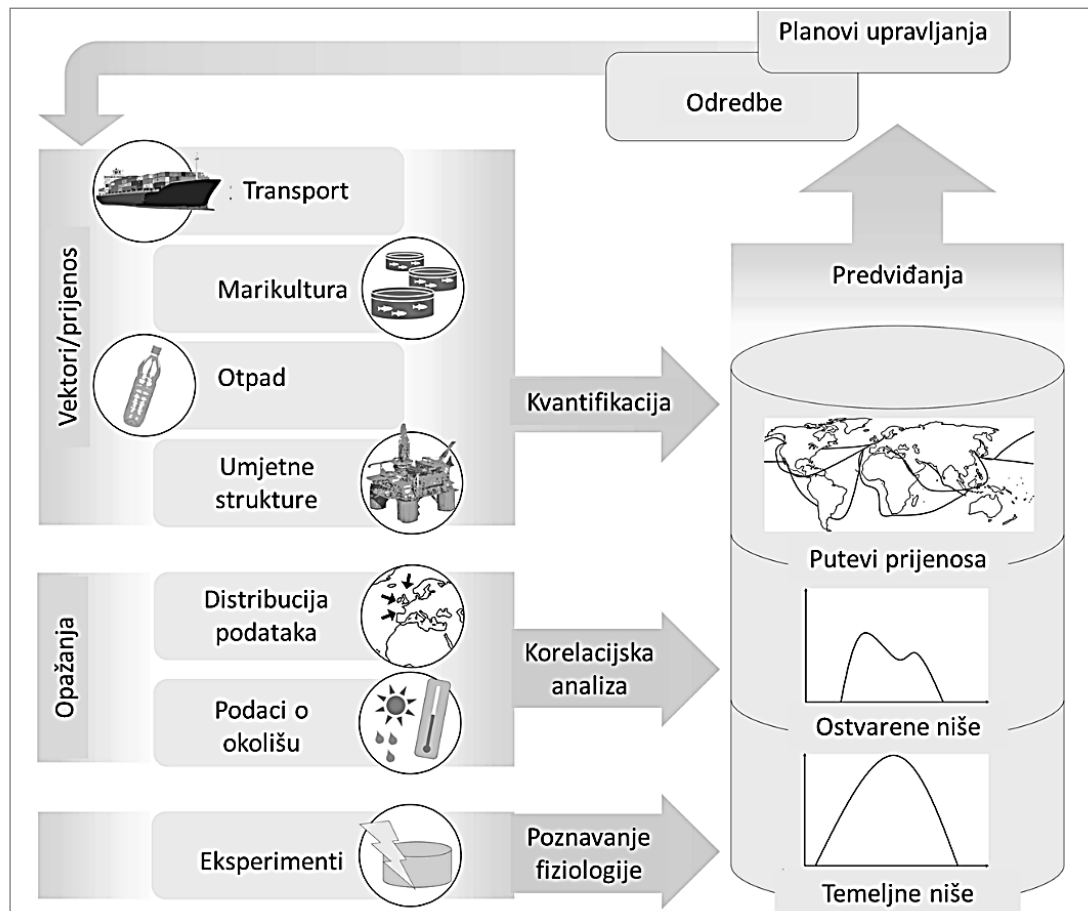 Planovi upravljanja
Odredbe
Vektori/prijenos
: Transport
Marikultura
Otpad
Umjetne
strukture
Kvantifikacija
Predviđanja
Putevi prijenosa
Opažanja
Distribucija
podataka
Podaci o
okolišu
Korelacijska
analiza
Ostvarene niše
Eksperimenti
Poznavanje
fiziologije
Temeljne niše